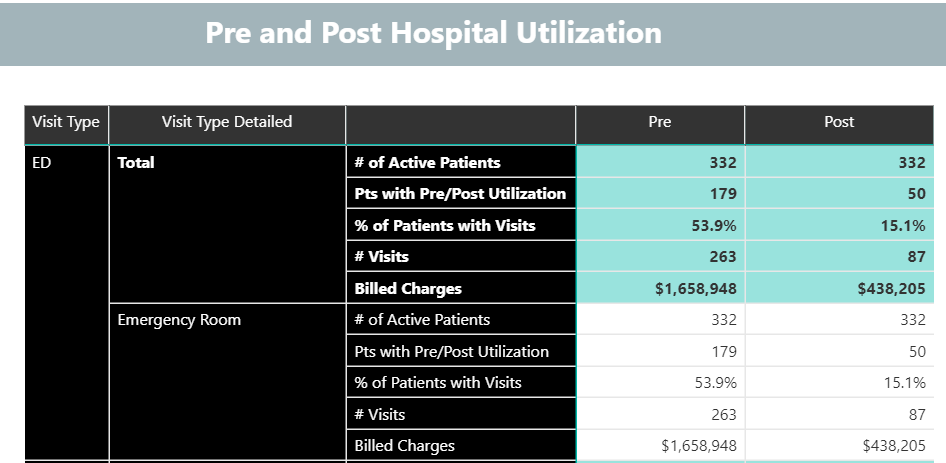 Pre and Post Hospital Utilization
Visit Type Visit Type Detailed Pre Post
ED Total # of Active Patients 332 332
Pts with Pre/Post Utilization 179 50
% of Patients with Visits 53.9% 15.1%
# Visits 263 87
Billed Charges $1,658,948 $438,205
Emergency Room # of Active Patients 332 332
Pts with Pre/Post Utilization 179 50
% of Patients with Visits 53.9% 15.1%
# Visits 263 87
Billed Charges $1,658,948 $438,205